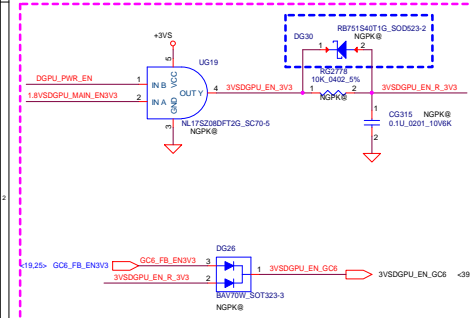 RB751S40T1G_SOD523-2
DG30 NGPK@
1 2
+3VS
5
UG19
VCC
DGPU_PWR_EN 1 IN B
1.8VSDGPU_MAIN_EN3V3 2 IN A
OUT Y 4
GND
3
3VSDGPU_EN_3V3
RG2778
10K_0402_5%
1 2
NGPK@
3VSDGPU_EN_R_3V3
NL17SZ08DFT2G_SC70-5
NGPK@
1
CG315 NGPK@
0.1U_0201_10V6K
2
2
DG26
<19,25> GC6_FB_EN3V3 GC6_FB_EN3V3 3
3VSDGPU_EN_R_3V3 2
1 3VSDGPU_EN_GC6 3VSDGPU_EN_GC6 <39
BAV70W_SOT323-3
NGPK@